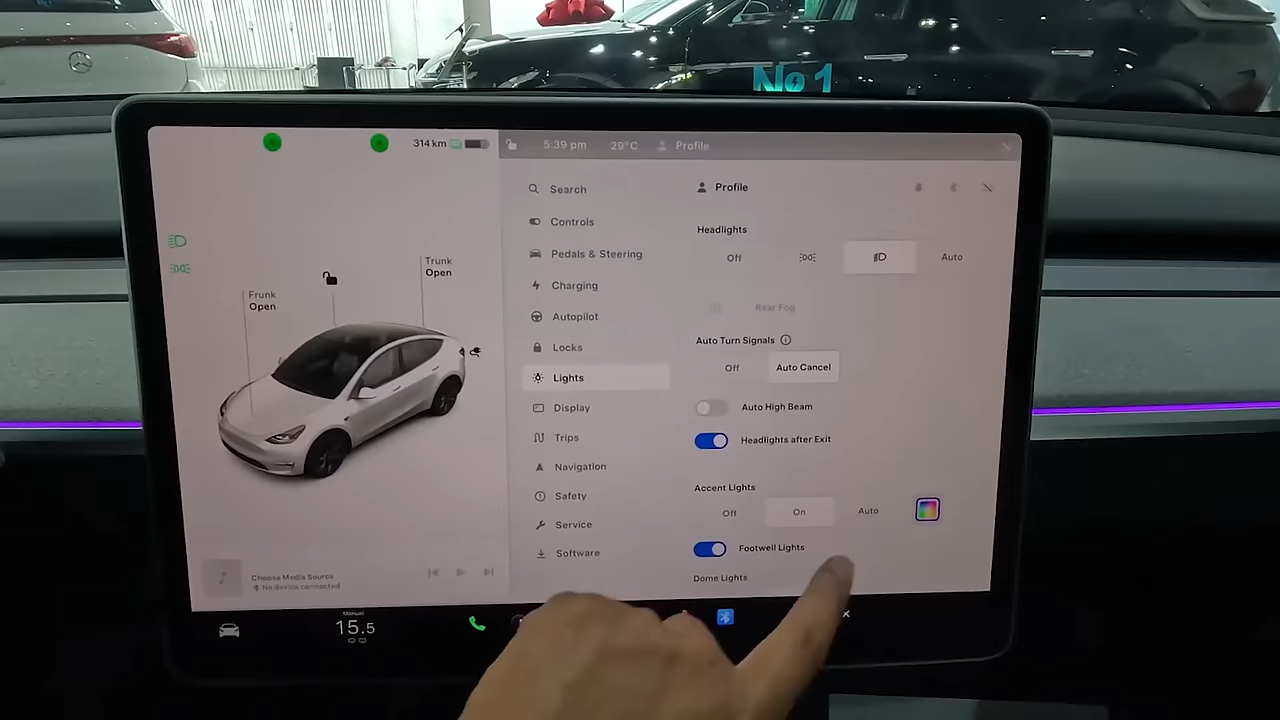 No 1
314 km
5:39 pm
29°C
Profile
Search
Controls
Pedals & Steering
Charging
Autopilot
Locks
Lights
Display
Trips
Navigation
Safety
Service
Software
Profile
Headlights
Off
Auto
Rear Fog
Auto Turn Signals
Off
Auto Cancel
Auto High Beam
Headlights after Exit
Accent Lights
Off
On
Auto
Footwell Lights
Dome Lights
Trunk
Open
Frunk
Open
Choose Media Source
No device connected
Manual
15.5